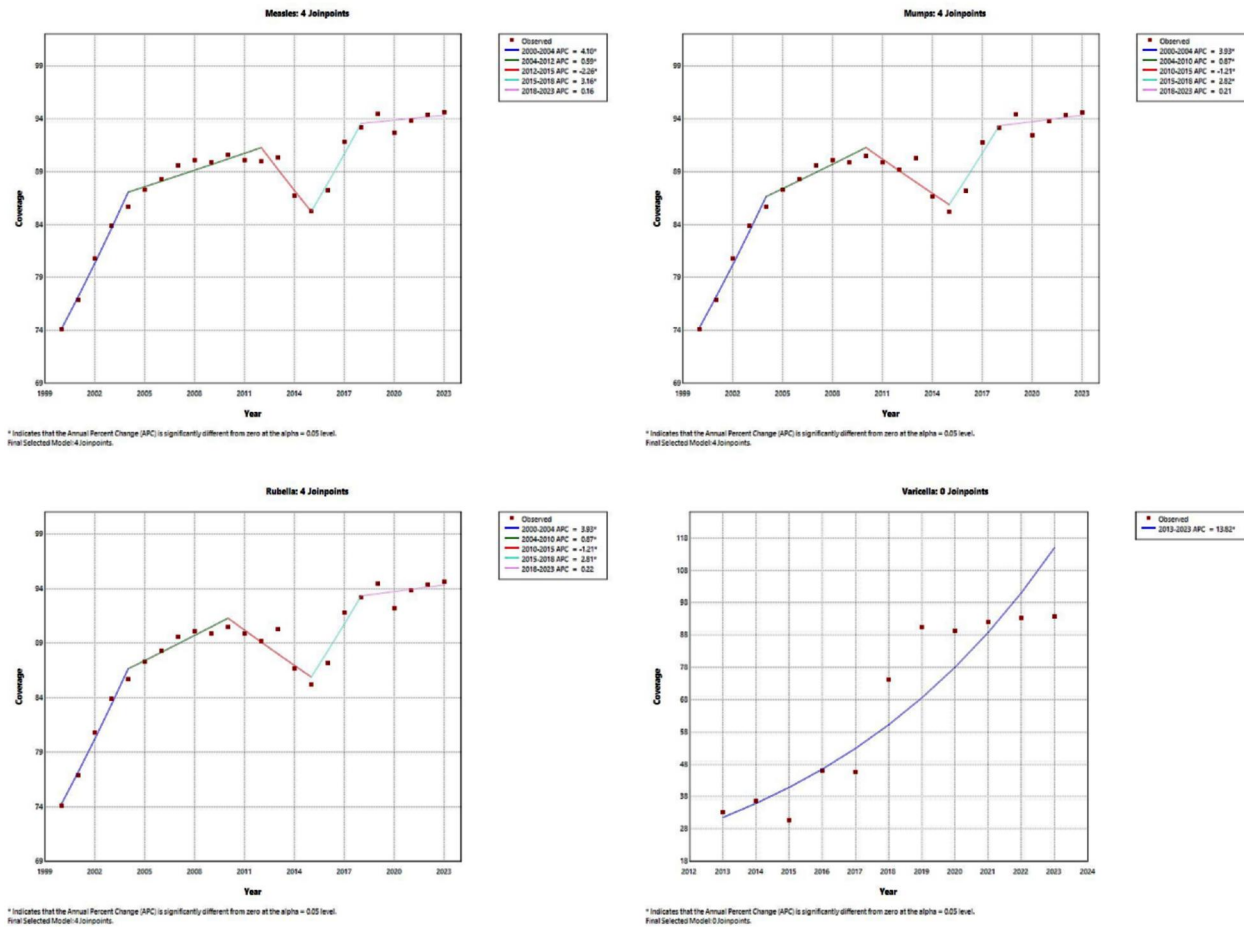 Measles: 4 Joinpoints
Observed
2000-2004 APC = 4.10*
2004-2012 APC = 0.59*
2012-2015 APC = -2.26*
2015-2018 APC = 3.16*
2018-2023 APC = 0.16
99
94
89
84
79
74
69
Coverage
1999 2002 2005 2008 2011 2014 2017 2020 2023
Year
* Indicates that the Annual Percent Change (APC) is significantly different from zero at the alpha = 0.05 level.
Final Selected Model: 4 Joinpoints.
Mumps: 4 Joinpoints
Observed
2000-2004 APC = 3.93*
2004-2010 APC = 0.87*
2010-2015 APC = -1.21*
2015-2018 APC = 2.82*
2018-2023 APC = 0.21
99
94
89
84
79
74
69
Coverage
1999 2002 2005 2008 2011 2014 2017 2020 2023
Year
* Indicates that the Annual Percent Change (APC) is significantly different from zero at the alpha = 0.05 level.
Final Selected Model: 4 Joinpoints.
Rubella: 4 Joinpoints
Observed
2000-2004 APC = 3.93*
2004-2010 APC = 0.87*
2010-2015 APC = -1.21*
2015-2018 APC = 2.81*
2018-2023 APC = 0.22
99
94
89
84
79
74
69
Coverage
1999 2002 2005 2008 2011 2014 2017 2020 2023
Year
* Indicates that the Annual Percent Change (APC) is significantly different from zero at the alpha = 0.05 level.
Final Selected Model: 4 Joinpoints.
Varicella: 0 Joinpoints
Observed
2013-2023 APC = 13.82*
118
108
98
88
78
68
58
48
38
28
18
Coverage
2012 2013 2014 2015 2016 2017 2018 2019 2020 2021 2022 2023 2024
Year
* Indicates that the Annual Percent Change (APC) is significantly different from zero at the alpha = 0.05 level.
Final Selected Model: 0 Joinpoints.